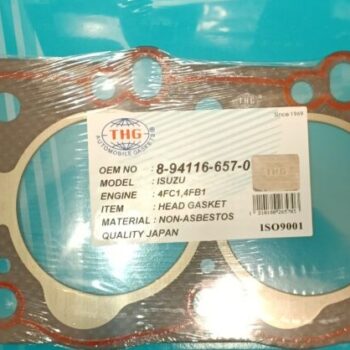 Since 1969
THG
AUTOMOBILE GASKET
OEM NO : 8-94116-657-0
MODEL : ISUZU
ENGINE : 4FC1,4FB1
ITEM : HEAD GASKET
MATERIAL : NON-ASBESTOS
QUALITY JAPAN
ISO9001